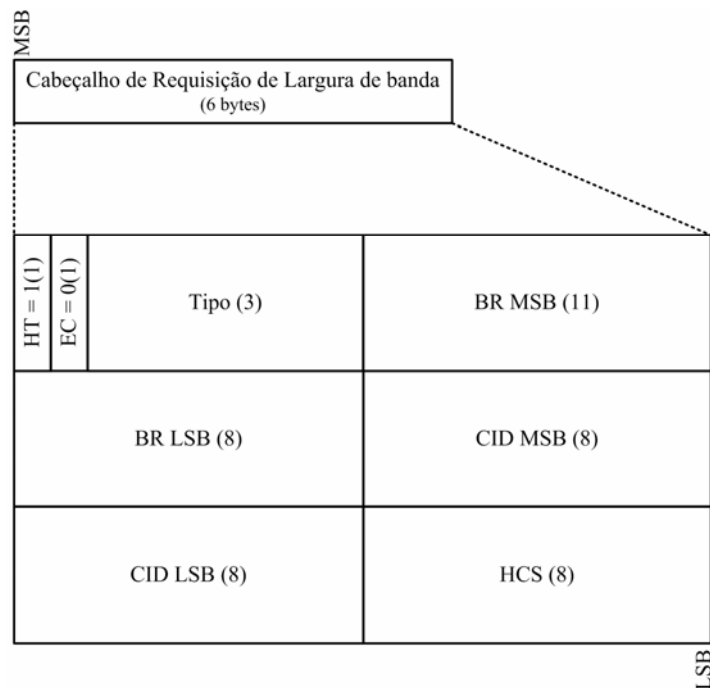 MSB
Cabeçalho de Requisição de Largura de banda
(6 bytes)
HT = 1(1)
EC = 0(1)
Tipo (3)
BR MSB (11)
BR LSB (8)
CID MSB (8)
CID LSB (8)
HCS (8)
LSB